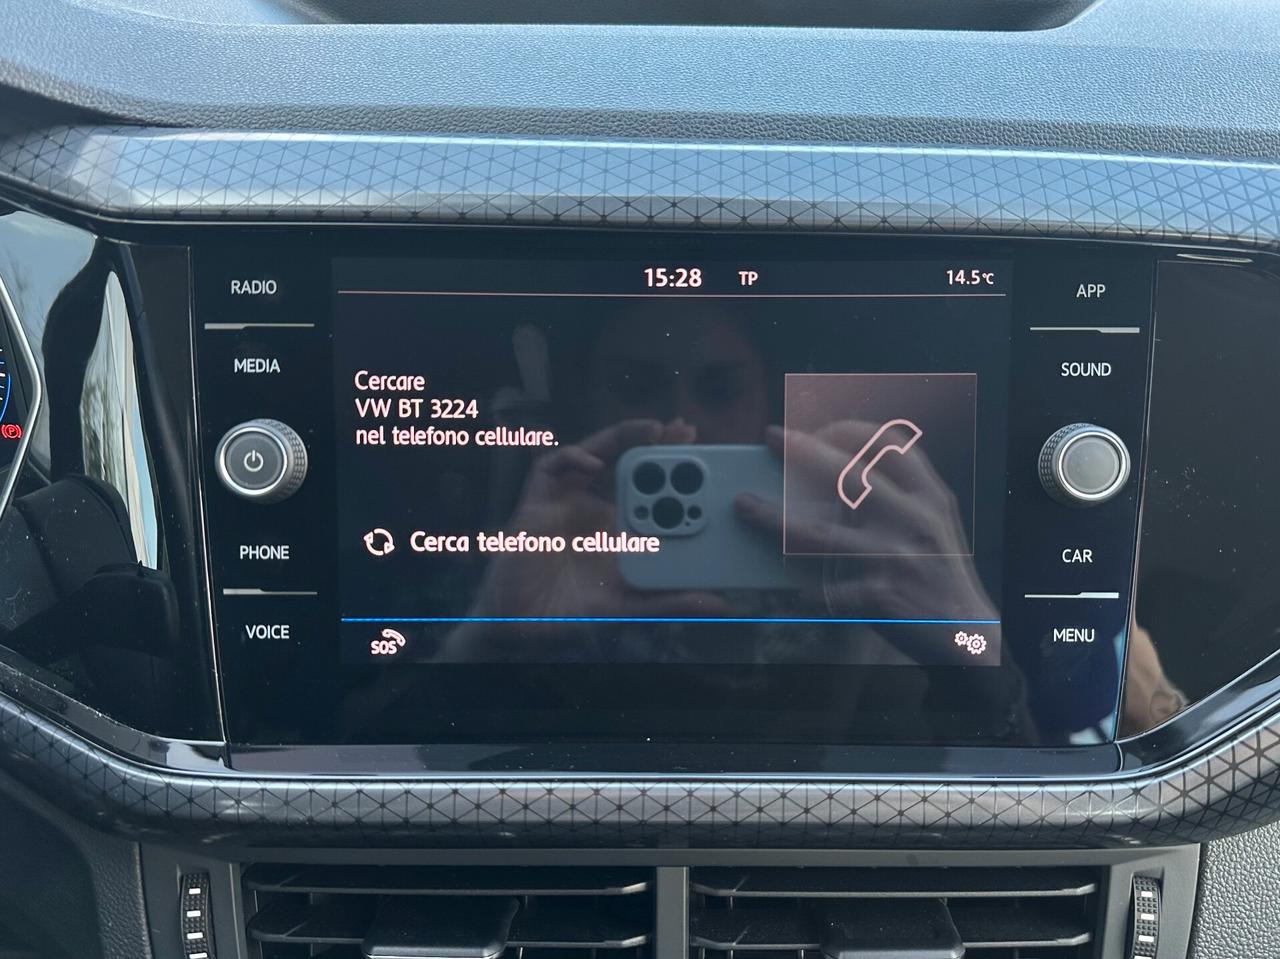 15:28 TP 14.5°C
RADIO
MEDIA
PHONE
VOICE
Cercare
VW BT 3224
nel telefono cellulare.
Cerca telefono cellulare
SOS
APP
SOUND
CAR
MENU
(P)